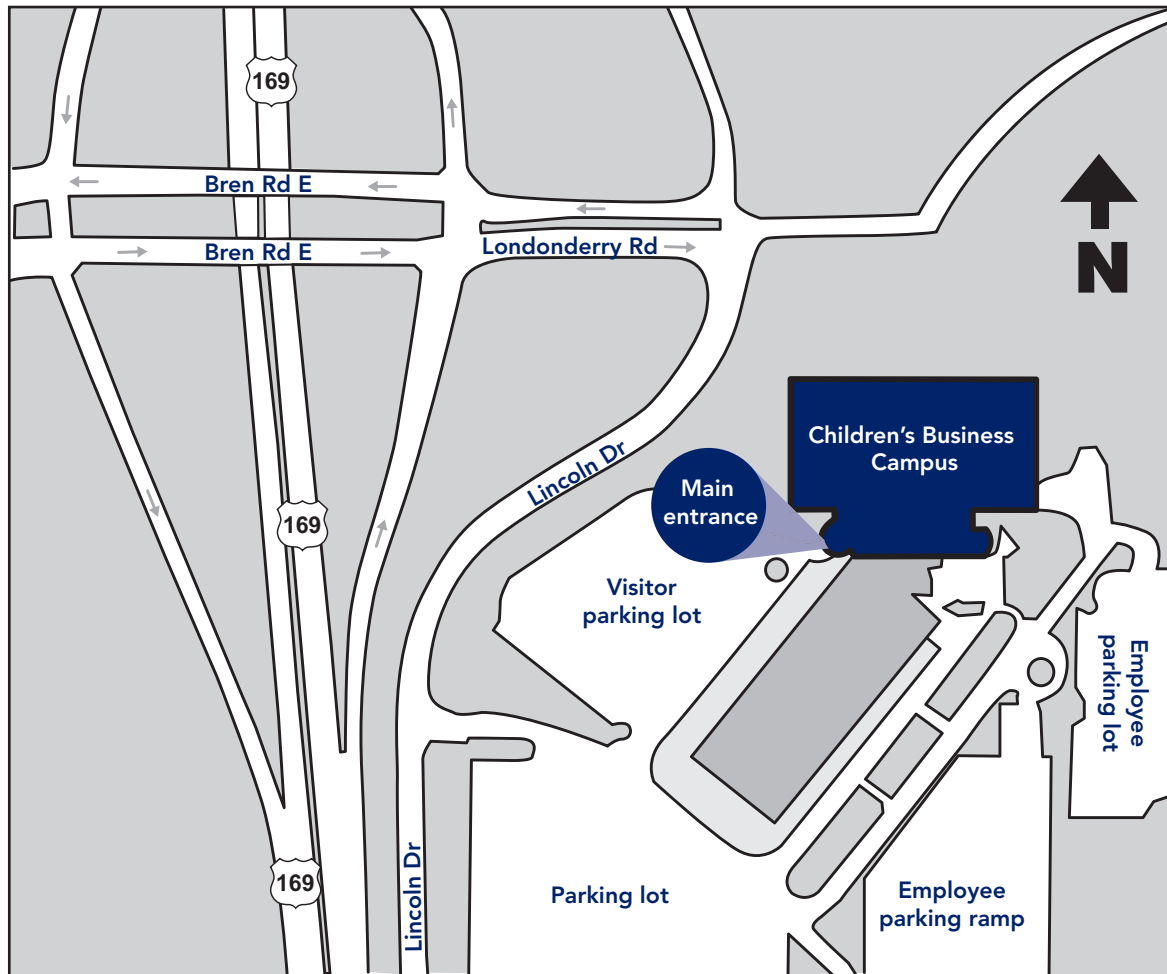 169
Bren Rd E
Bren Rd E
Londonderry Rd
N
Children's Business
Campus
Lincoln Dr
Main
entrance
169
Visitor
parking lot
Employee
parking lot
169
Lincoln Dr
Parking lot
Employee
parking ramp